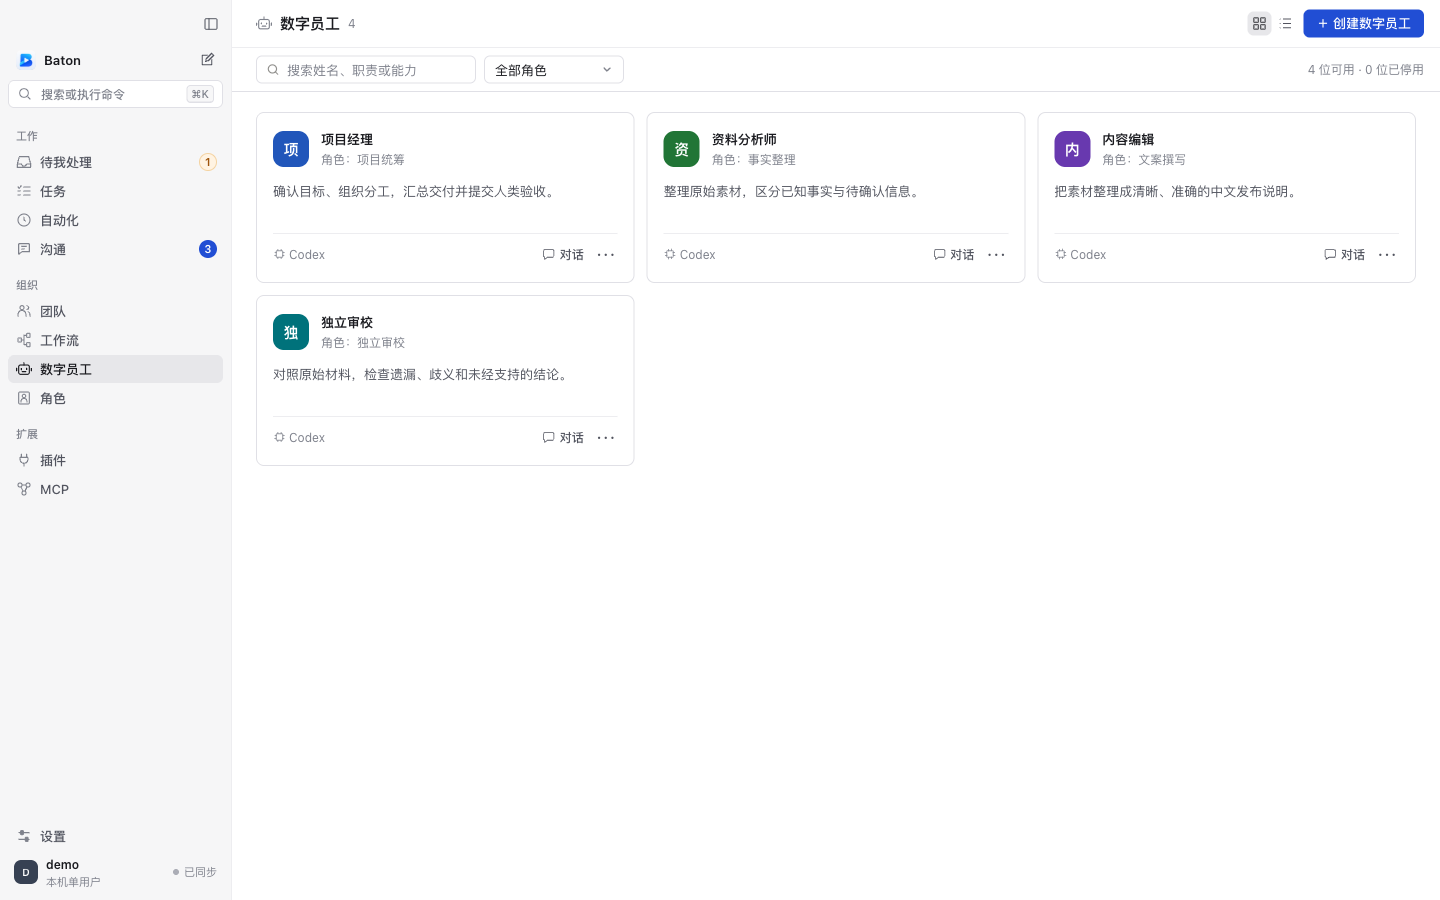 Baton
搜索或执行命令 ⌘K
工作
待我处理 1
任务
自动化
沟通 3
组织
团队
工作流
数字员工
角色
扩展
插件
MCP
设置
D
demo
本机单用户
已同步
数字员工 4
创建数字员工
搜索姓名、职责或能力
全部角色
4 位可用 · 0 位已停用
项
项目经理
角色：项目统筹
确认目标、组织分工，汇总交付并提交人类验收。
Codex
对话
资
资料分析师
角色：事实整理
整理原始素材，区分已知事实与待确认信息。
Codex
对话
内
内容编辑
角色：文案撰写
把素材整理成清晰、准确的中文发布说明。
Codex
对话
独
独立审校
角色：独立审校
对照原始材料，检查遗漏、歧义和未经支持的结论。
Codex
对话